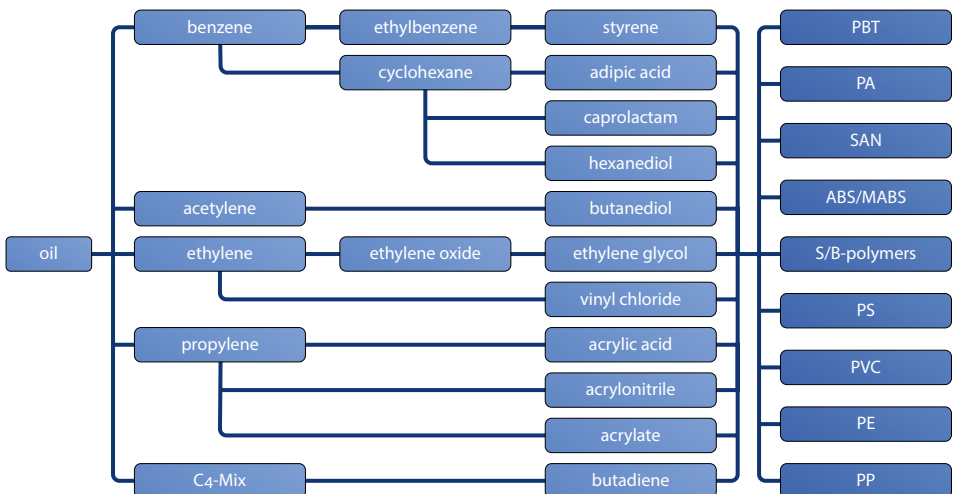 benzene
ethylbenzene
styrene
PBT
cyclohexane
adipic acid
PA
caprolactam
SAN
hexanediol
acetylene
butanediol
ABS/MABS
oil
ethylene
ethylene oxide
ethylene glycol
S/B-polymers
vinyl chloride
PS
propylene
acrylic acid
PVC
acrylonitrile
PE
acrylate
C4-Mix
butadiene
PP